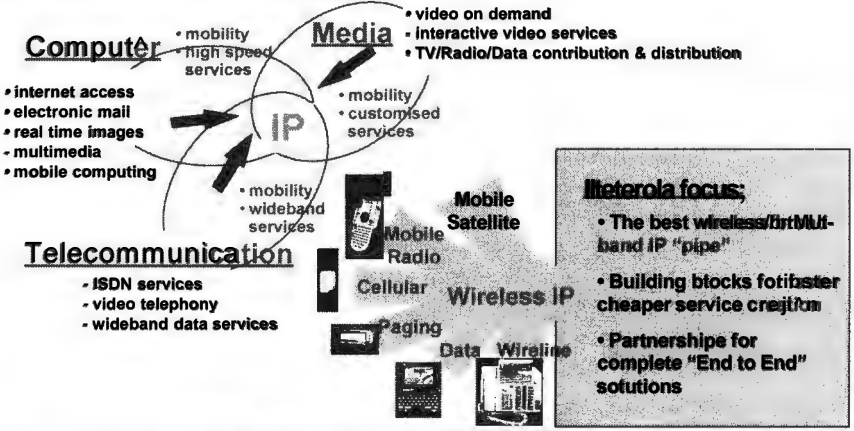 Computer
• mobility
• high speed
services
Media
• video on demand
- interactive video services
• TV/Radio/Data contribution & distribution
• internet access
• electronic mail
• real time images
- multimedia
• mobile computing
IP
• mobility
• customised
services
• mobility
• wideband
services
Telecommunication
- ISDN services
- video telephony
- wideband data services
Mobile
Satellite
Mobile
Radio
Cellular
Wireless IP
Paging
Data Wireline
focus;
• The best
band IP “pipe”
• Building blocks
cheaper service
• Partnershipe for
complete “End to End”
sotutions